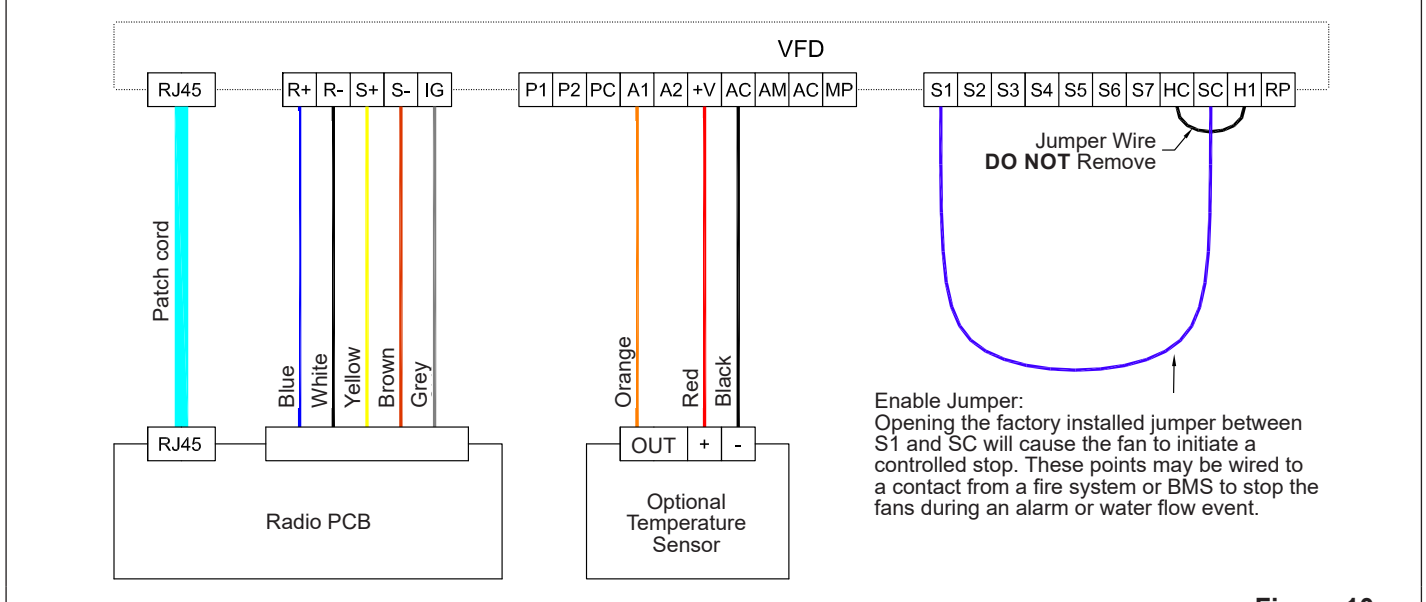 VFD
RJ45
R+ R- S+ S- IG
P1 P2 PC A1 A2 +V AC AM AC MP
S1 S2 S3 S4 S5 S6 S7 HC SC H1 RP
Jumper Wire
DO NOT Remove
Patch cord
Blue
White
Yellow
Brown
Grey
Orange
Red
Black
RJ45
OUT + -
Radio PCB
Optional
Temperature
Sensor
Enable Jumper:
Opening the factory installed jumper between
S1 and SC will cause the fan to initiate a
controlled stop. These points may be wired to
a contact from a fire system or BMS to stop the
fans during an alarm or water flow event.